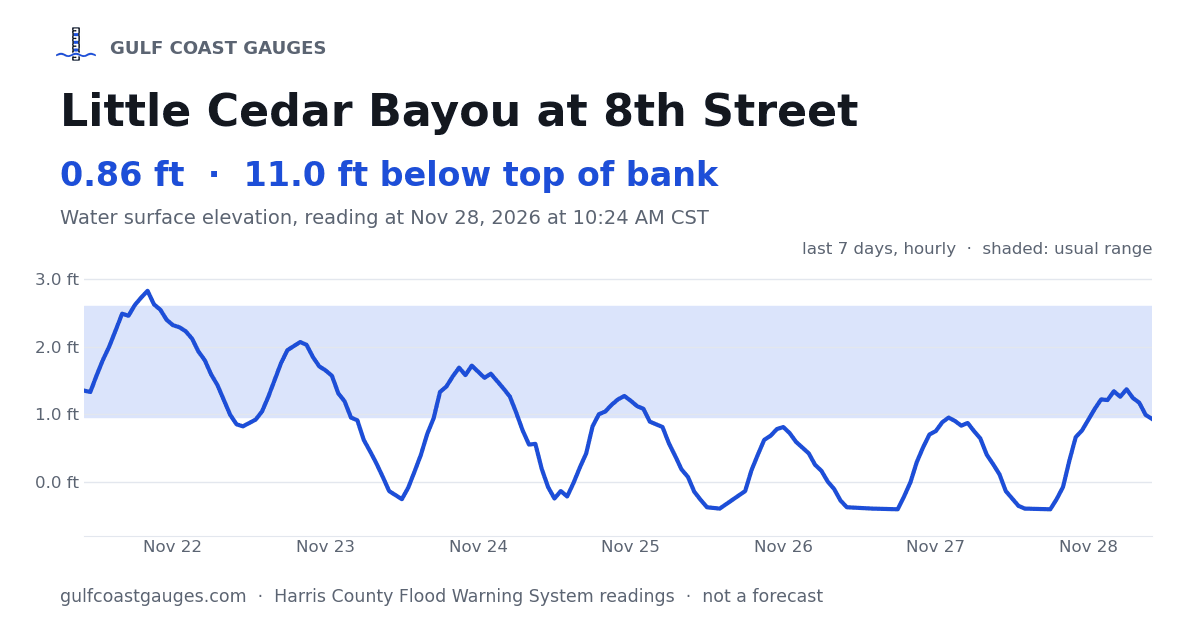 GULF COAST GAUGES
Little Cedar Bayou at 8th Street
0.86 ft · 11.0 ft below top of bank
Water surface elevation, reading at Nov 28, 2026 at 10:24 AM CST
last 7 days, hourly · shaded: usual range
3.0 ft
2.0 ft
1.0 ft
0.0 ft
Nov 22 Nov 23 Nov 24 Nov 25 Nov 26 Nov 27 Nov 28
gulfcoastgauges.com · Harris County Flood Warning System readings · not a forecast